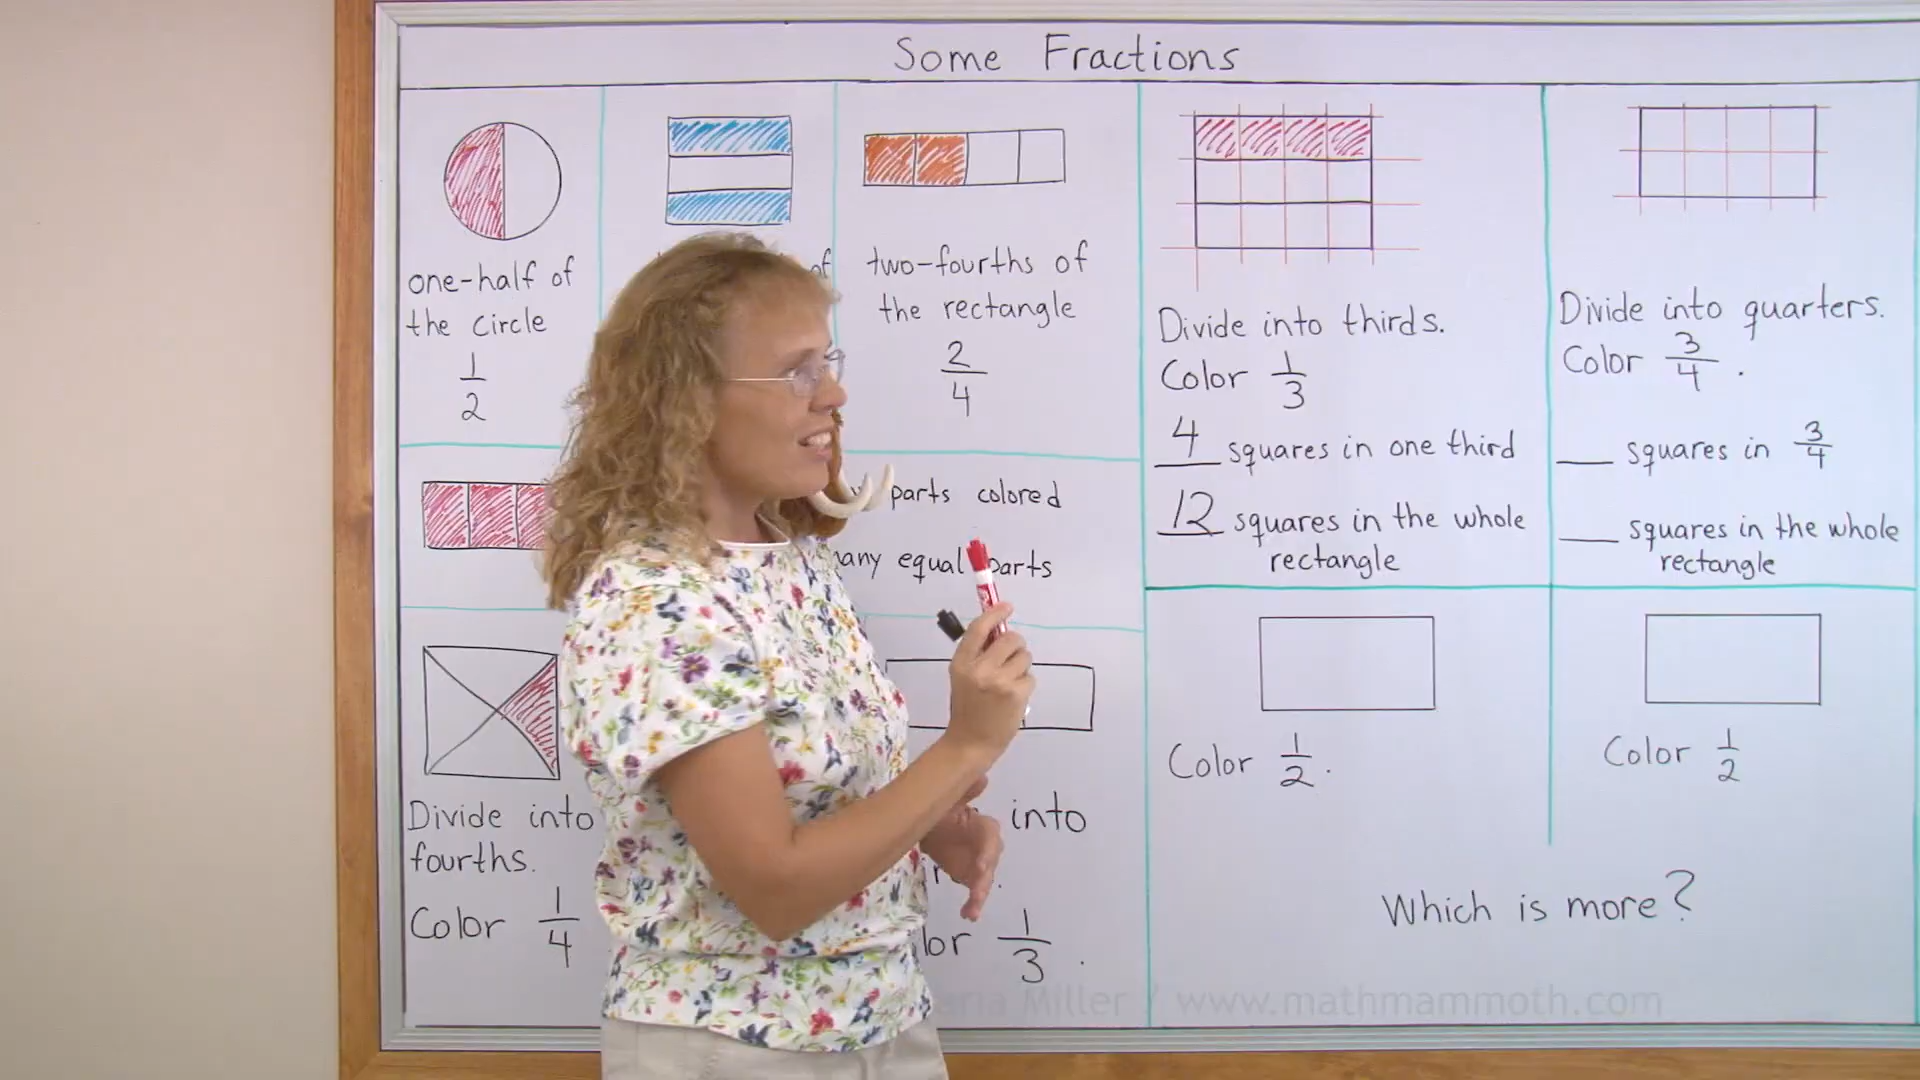 Some Fractions
one-half of
the circle
1
2
of
two-fourths of
the rectangle
2
4
Divide into thirds.
Color 1
3
4 squares in one third
12 squares in the whole
rectangle
Divide into quarters.
Color 3
4 .
squares in 3
4
squares in the whole
rectangle
parts colored
many equal parts
Divide into
fourths.
Color 1
4
into
1
3 .
Color 1
2 .
Color 1
2
Which is more?
Miller / www.mathmammoth.com